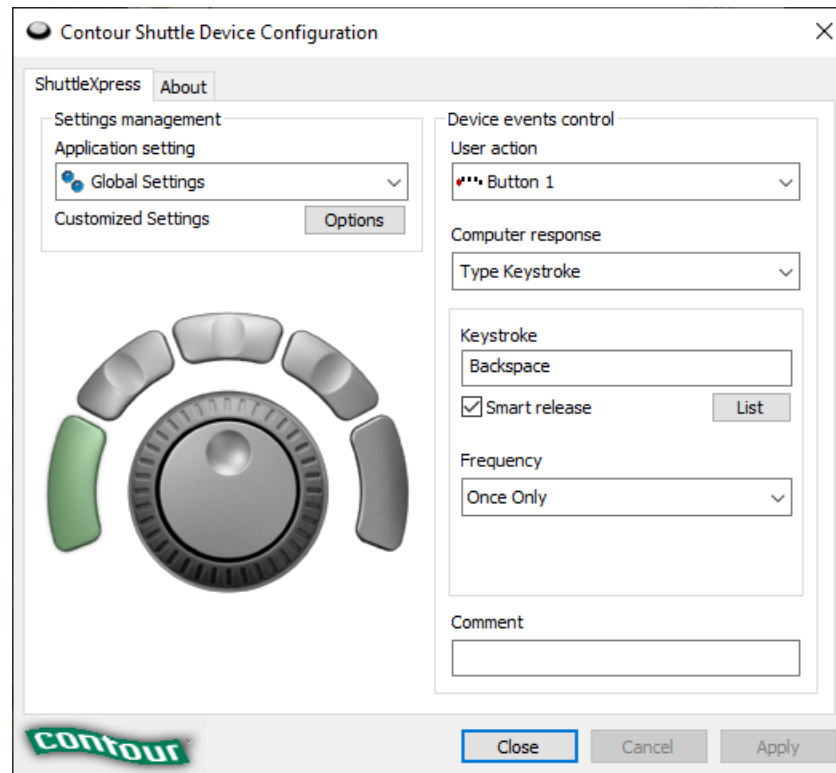 Contour Shuttle Device Configuration
ShuttleXpress
About
Settings management
Application setting
Global Settings
Customized Settings
Options
Device events control
User action
Button 1
Computer response
Type Keystroke
Keystroke
Backspace
Smart release
List
Frequency
Once Only
Comment
contour
Close
Cancel
Apply